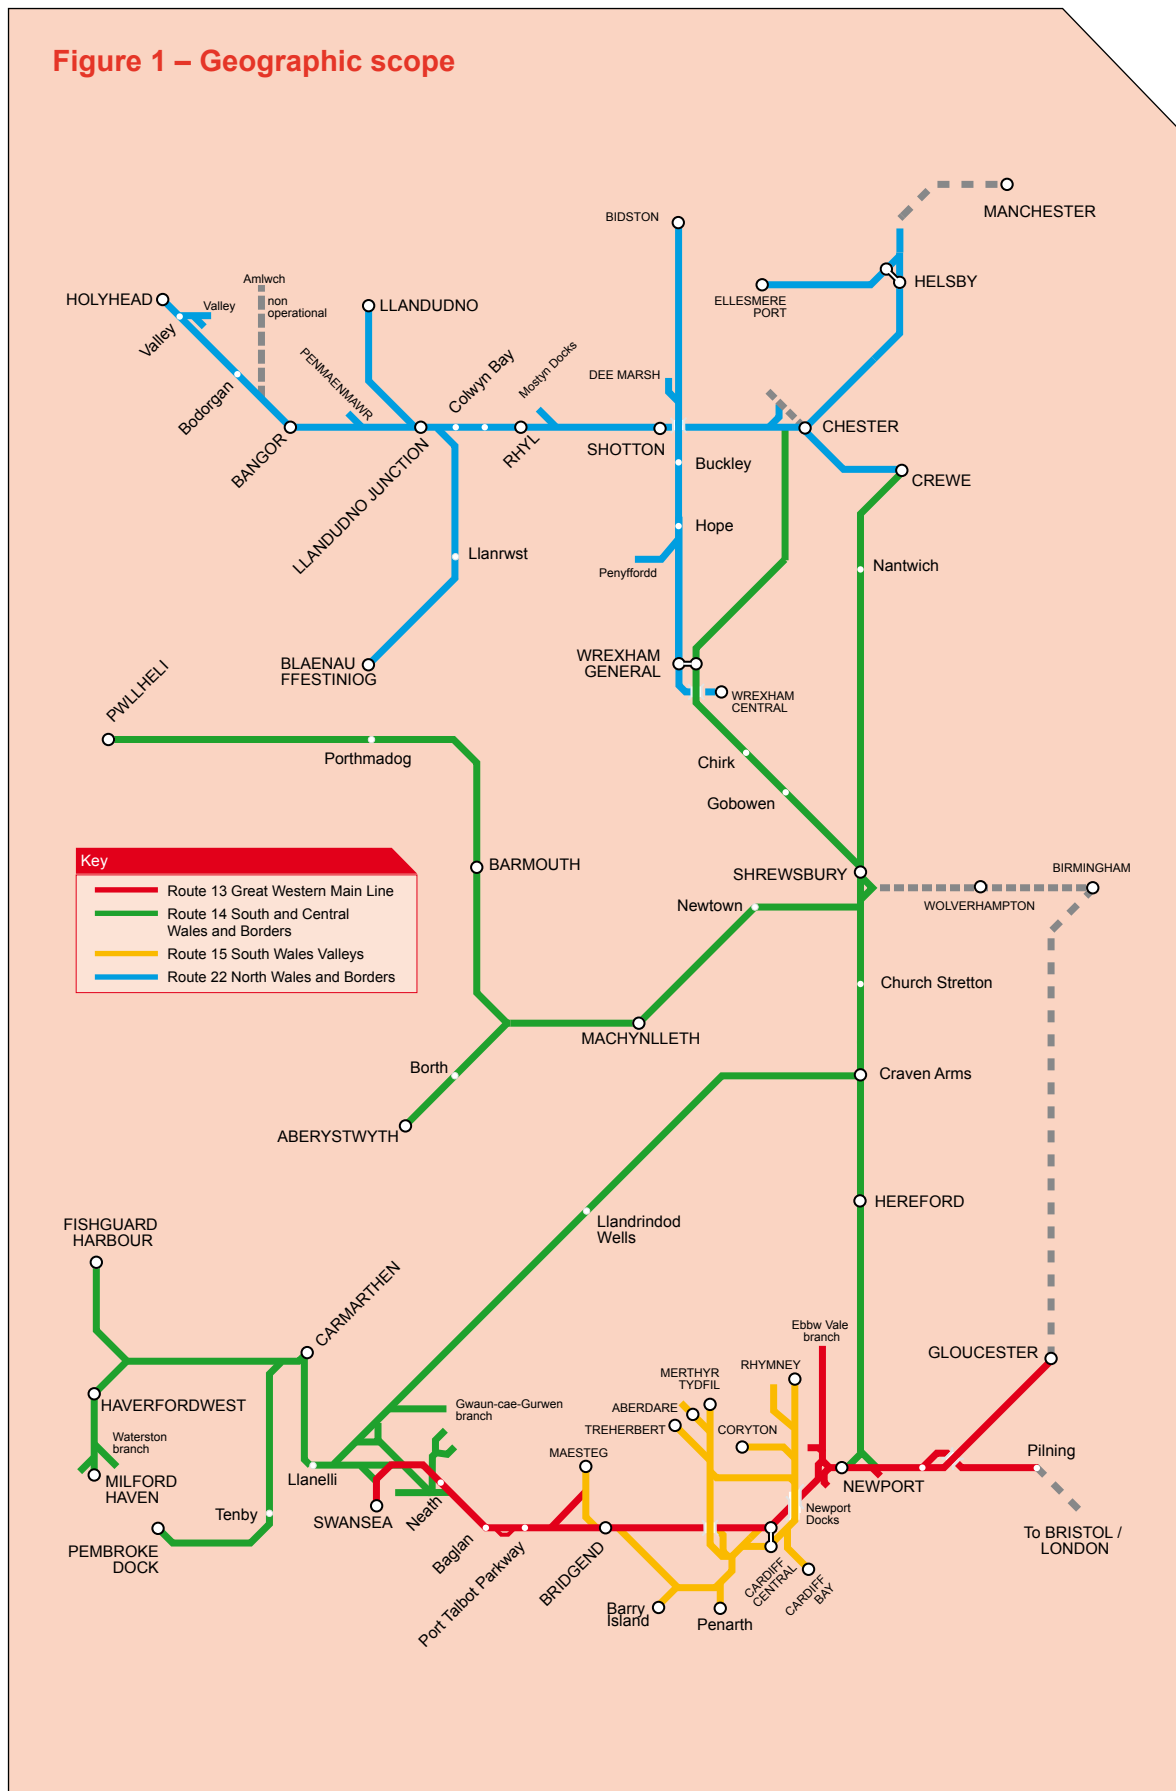 Figure 1 – Geographic scope
MANCHESTER
BIDSTON
HELSBY
ELLESMERE
PORT
Amlwch
non
operational
HOLYHEAD
Valley
Valley
LLANDUDNO
Bodorgan
PENMAENMAWR
Colwyn Bay
Mostyn Docks
DEE MARSH
BANGOR
LLANDUDNO JUNCTION
RHYL
SHOTTON
CHESTER
Buckley
CREWE
Hope
Llanrwst
Penyffordd
Nantwich
BLAENAU
FFESTINIOG
WREXHAM
GENERAL
WREXHAM
CENTRAL
PWLLHELI
Porthmadog
Chirk
Gobowen
BARMOUTH
SHREWSBURY
BIRMINGHAM
WOLVERHAMPTON
Newtown
Key
Route 13 Great Western Main Line
Route 14 South and Central
Wales and Borders
Route 15 South Wales Valleys
Route 22 North Wales and Borders
Church Stretton
MACHYNLLETH
Borth
Craven Arms
ABERYSTWYTH
HEREFORD
Llandrindod
Wells
FISHGUARD
HARBOUR
CARMARTHEN
Ebbw Vale
branch
GLOUCESTER
RHYMNEY
MERTHYR
TYDFIL
HAVERFORDWEST
Gwaun-cae-Gurwen
branch
ABERDARE
TREHERBERT
CORYTON
Waterston
branch
MAESTEG
Pilning
MILFORD
HAVEN
Llanelli
NEWPORT
Newport
Docks
Tenby
SWANSEA
Neath
To BRISTOL /
LONDON
PEMBROKE
DOCK
Baglan
Port Talbot Parkway
BRIDGEND
CARDIFF
CENTRAL
CARDIFF
BAY
Barry
Island
Penarth